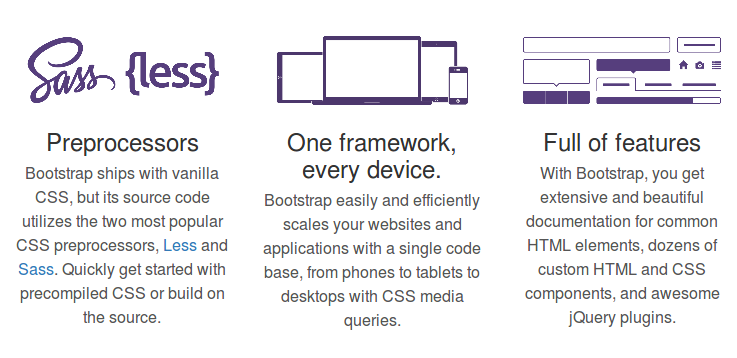 Sass {less}
Preprocessors
Bootstrap ships with vanilla
CSS, but its source code
utilizes the two most popular
CSS preprocessors, Less and
Sass. Quickly get started with
precompiled CSS or build on
the source.
One framework,
every device.
Bootstrap easily and efficiently
scales your websites and
applications with a single code
base, from phones to tablets to
desktops with CSS media
queries.
Full of features
With Bootstrap, you get
extensive and beautiful
documentation for common
HTML elements, dozens of
custom HTML and CSS
components, and awesome
jQuery plugins.